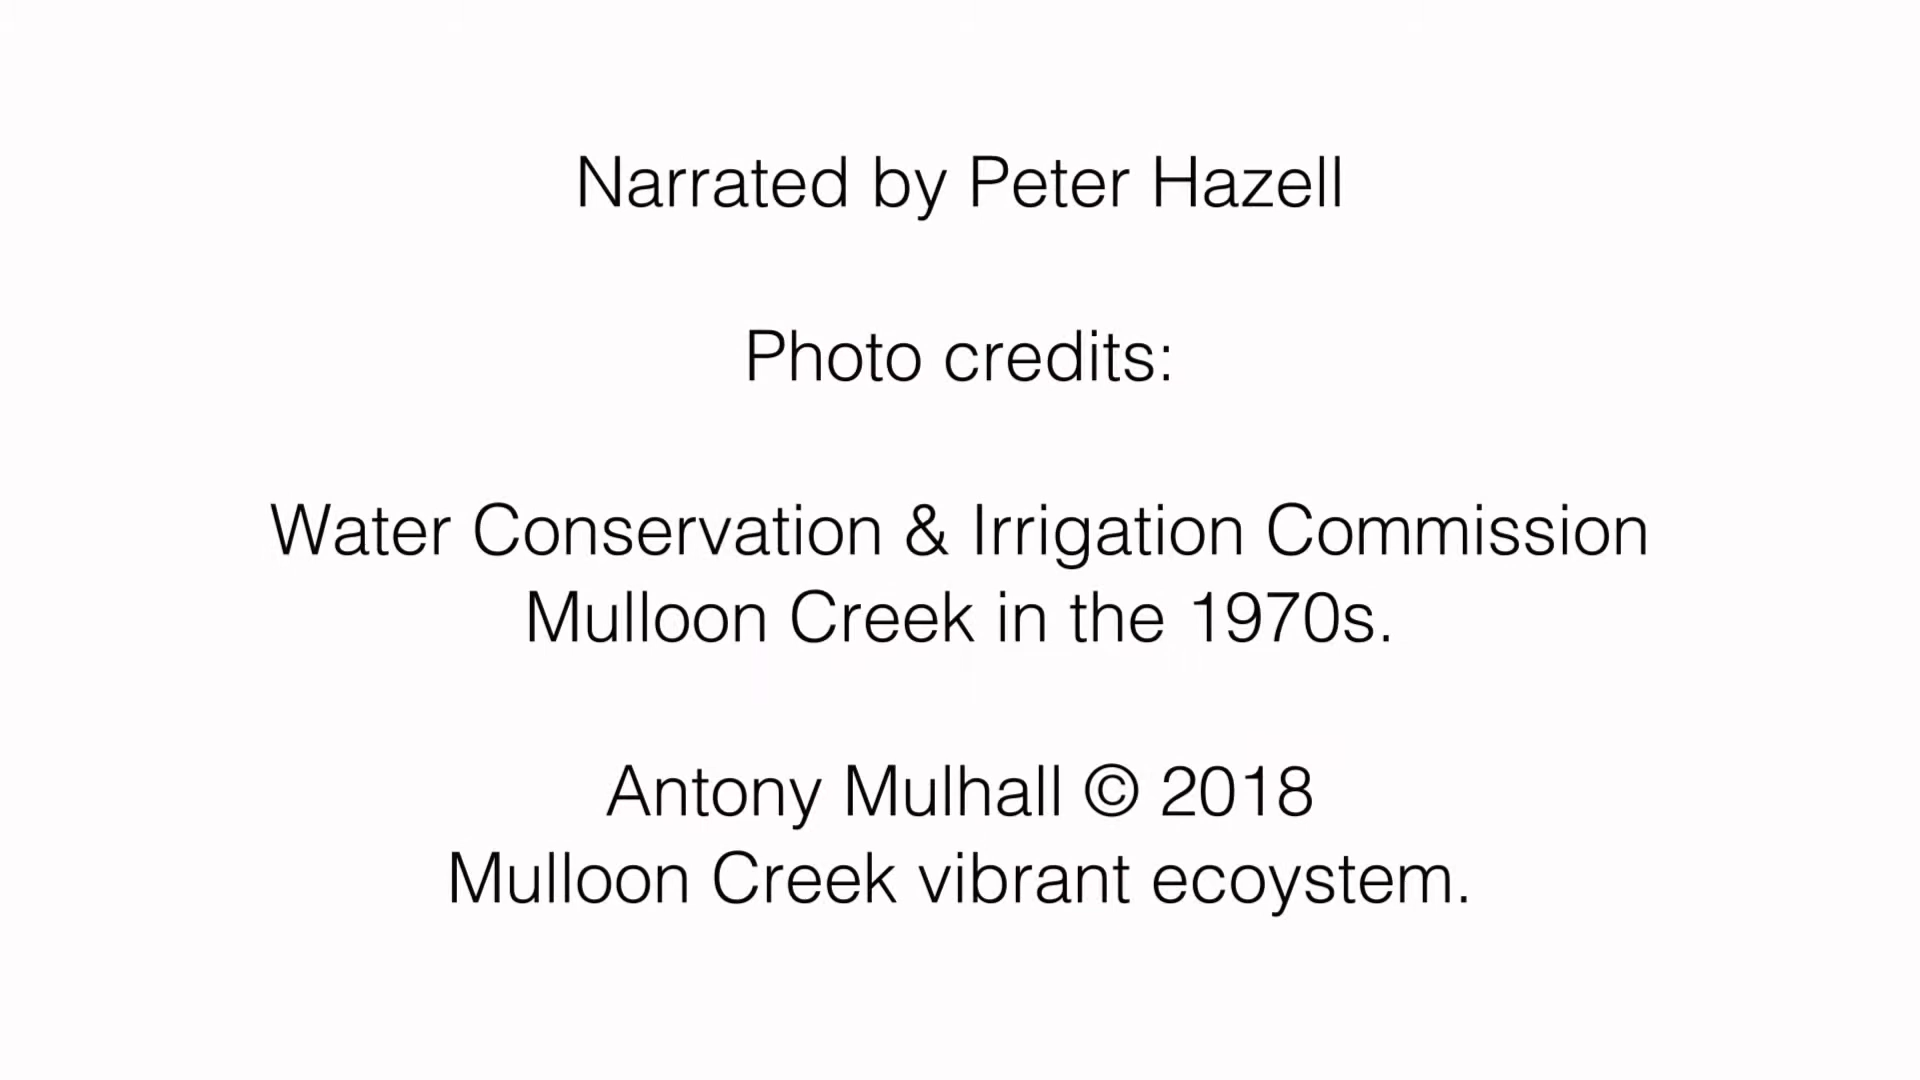 Narrated by Peter Hazell
Photo credits:
Water Conservation & Irrigation Commission
Mulloon Creek in the 1970s.
Antony Mulhall © 2018
Mulloon Creek vibrant ecoystem.